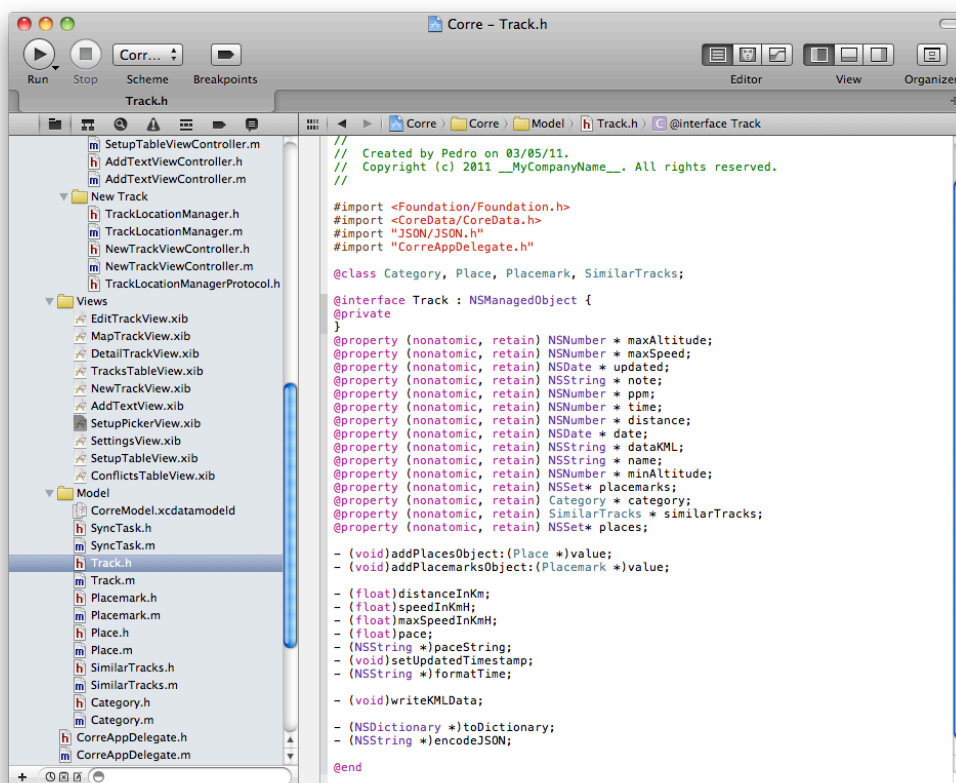 Corre – Track.h
Corr...
Run Stop Scheme Breakpoints Editor View Organizer
Track.h
Corre Corre Model h Track.h C @interface Track
m SetupTableViewController.m
h AddTextViewController.h
m AddTextViewController.m
New Track
h TrackLocationManager.h
m TrackLocationManager.m
h NewTrackViewController.h
m NewTrackViewController.m
h TrackLocationManagerProtocol.h
Views
EditTrackView.xib
MapTrackView.xib
DetailTrackView.xib
TracksTableView.xib
NewTrackView.xib
AddTextView.xib
SetupPickerView.xib
SettingsView.xib
SetupTableView.xib
ConflictsTableView.xib
Model
CorreModel.xcdatamodeld
h SyncTask.h
m SyncTask.m
h Track.h
m Track.m
h Placemark.h
m Placemark.m
h Place.h
m Place.m
h SimilarTracks.h
m SimilarTracks.m
h Category.h
m Category.m
h CorreAppDelegate.h
m CorreAppDelegate.m
//
// Created by Pedro on 03/05/11.
// Copyright (c) 2011 __MyCompanyName__. All rights reserved.
//
#import <Foundation/Foundation.h>
#import <CoreData/CoreData.h>
#import "JSON/JSON.h"
#import "CorreAppDelegate.h"
@class Category, Place, Placemark, SimilarTracks;
@interface Track : NSManagedObject {
@private
}
@property (nonatomic, retain) NSNumber * maxAltitude;
@property (nonatomic, retain) NSNumber * maxSpeed;
@property (nonatomic, retain) NSDate * updated;
@property (nonatomic, retain) NSString * note;
@property (nonatomic, retain) NSNumber * ppm;
@property (nonatomic, retain) NSNumber * time;
@property (nonatomic, retain) NSNumber * distance;
@property (nonatomic, retain) NSDate * date;
@property (nonatomic, retain) NSString * dataKML;
@property (nonatomic, retain) NSString * name;
@property (nonatomic, retain) NSNumber * minAltitude;
@property (nonatomic, retain) NSSet* placemarks;
@property (nonatomic, retain) Category * category;
@property (nonatomic, retain) SimilarTracks * similarTracks;
@property (nonatomic, retain) NSSet* places;
- (void)addPlacesObject:(Place *)value;
- (void)addPlacemarksObject:(Placemark *)value;
- (float)distanceInKm;
- (float)speedInKmH;
- (float)maxSpeedInKmH;
- (float)pace;
- (NSString *)paceString;
- (void)setUpdatedTimestamp;
- (NSString *)formatTime;
- (void)writeKMLData;
- (NSDictionary *)toDictionary;
- (NSString *)encodeJSON;
@end